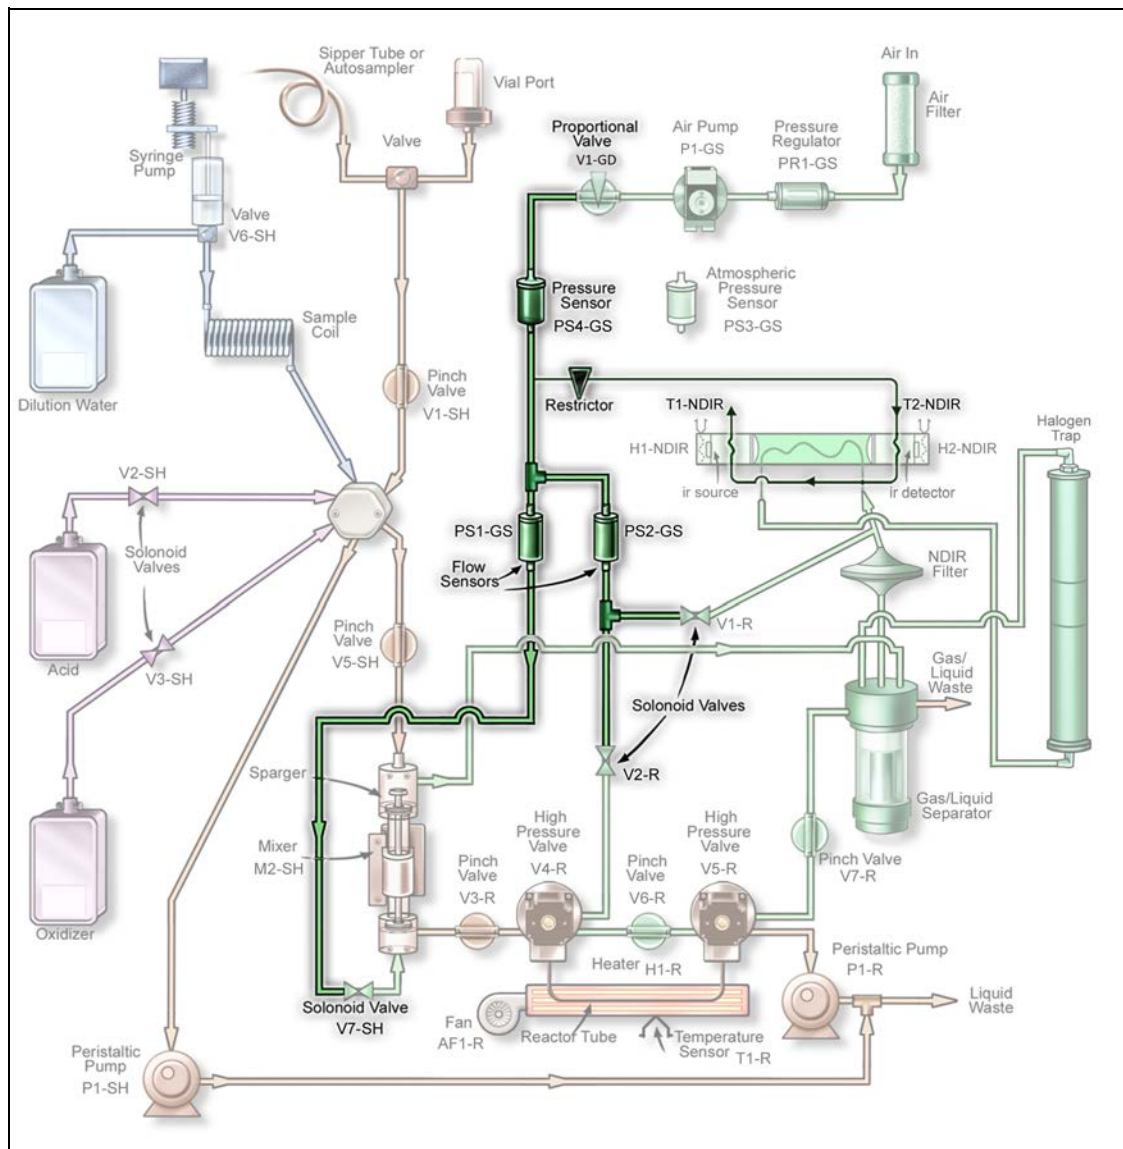 Sipper Tube or
Autosampler
Vial Port
Air In
Air
Filter
Syringe
Pump
Valve
Proportional
Valve
V1-GD
Air Pump
P1-GS
Pressure
Regulator
PR1-GS
Valve
V6-SH
Pressure
Sensor
PS4-GS
Atmospheric
Pressure
Sensor
PS3-GS
Sample
Coil
Dilution Water
Pinch
Valve
V1-SH
Restrictor
T1-NDIR
T2-NDIR
Halogen
Trap
H1-NDIR
H2-NDIR
V2-SH
ir source
ir detector
PS1-GS
PS2-GS
Solonoid
Valves
Flow
Sensors
NDIR
Filter
V1-R
Pinch
Valve
V5-SH
Acid
V3-SH
Gas/
Liquid
Waste
Solonoid Valves
Sparger
V2-R
Gas/Liquid
Separator
High
Pressure
Valve
V4-R
High
Pressure
Valve
V5-R
Mixer
M2-SH
Pinch
Valve
V3-R
Pinch
Valve
V6-R
Pinch Valve
V7-R
Oxidizer
Heater
H1-R
Peristaltic Pump
P1-R
Solonoid Valve
V7-SH
Liquid
Waste
Fan
AF1-R
Reactor Tube
Temperature
Sensor
T1-R
Peristaltic
Pump
P1-SH